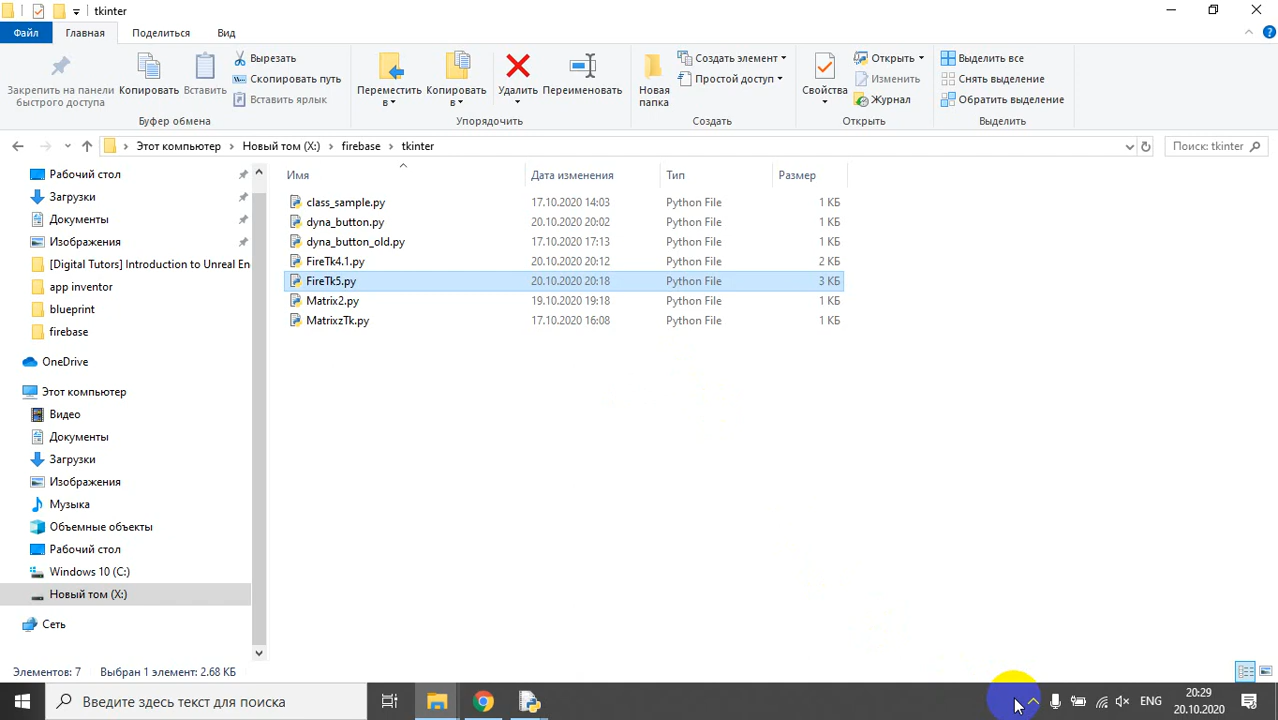 tkinter
Файл Главная Поделиться Вид
Закрепить на панели быстрого доступа
Копировать
Вставить
Вырезать
Скопировать путь
Вставить ярлык
Буфер обмена
Переместить в
Копировать в
Удалить
Переименовать
Упорядочить
Новая папка
Создать элемент
Простой доступ
Создать
Свойства
Открыть
Изменить
Журнал
Открыть
Выделить все
Снять выделение
Обратить выделение
Выделить
Этот компьютер Новый том (X:) firebase tkinter
Поиск: tkinter
Рабочий стол
Загрузки
Документы
Изображения
[Digital Tutors] Introduction to Unreal En
app inventor
blueprint
firebase
OneDrive
Этот компьютер
Видео
Документы
Загрузки
Изображения
Музыка
Объемные объекты
Рабочий стол
Windows 10 (C:)
Новый том (X:)
Сеть
Имя Дата изменения Тип Размер
class_sample.py 17.10.2020 14:03 Python File 1 КБ
dyna_button.py 20.10.2020 20:02 Python File 1 КБ
dyna_button_old.py 17.10.2020 17:13 Python File 1 КБ
FireTk4.1.py 20.10.2020 20:12 Python File 2 КБ
FireTk5.py 20.10.2020 20:18 Python File 3 КБ
Matrix2.py 19.10.2020 19:18 Python File 1 КБ
MatrixzTk.py 17.10.2020 16:08 Python File 1 КБ
Элементов: 7 Выбран 1 элемент: 2.68 КБ
Введите здесь текст для поиска
ENG
20:29
20.10.2020